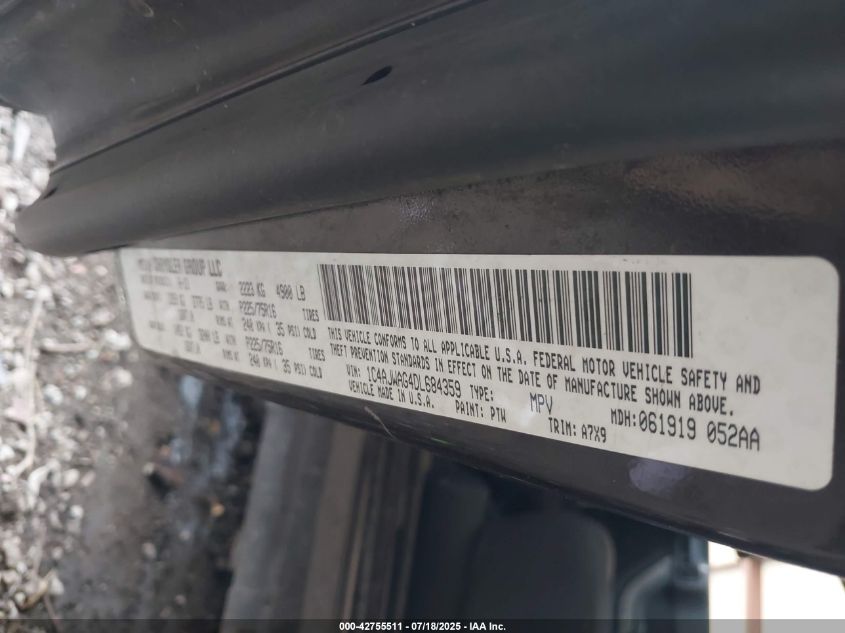 CHRYSLER GROUP LLC
2223 KG 4900 LB
P225/75R16 TIRES
240 KPA ( 35 PSI) COLD
P225/75R16 TIRES
240 KPA ( 35 PSI) COLD
THIS VEHICLE CONFORMS TO ALL APPLICABLE U.S.A. FEDERAL MOTOR VEHICLE SAFETY AND
THEFT PREVENTION STANDARDS IN EFFECT ON THE DATE OF MANUFACTURE SHOWN ABOVE.
VIN: 1C4AJWAG4DL684359 TYPE: MPV MDH:061919 052AA
VEHICLE MADE IN U.S.A. PAINT: PTW TRIM: A7X9
000-42755511 - 07/18/2025 - IAA Inc.